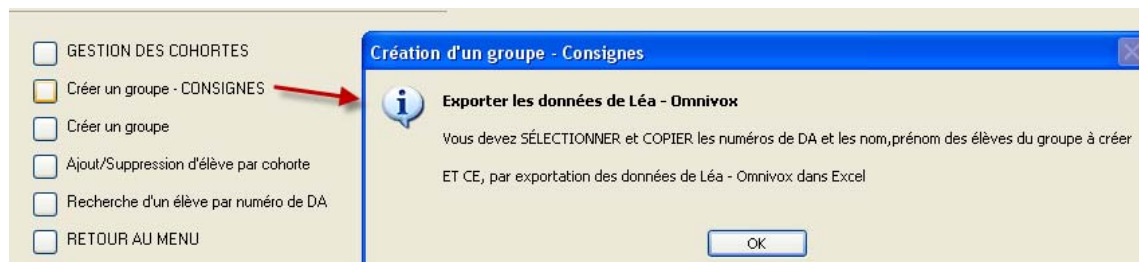 GESTION DES COHORTES
Créer un groupe - CONSIGNES
Créer un groupe
Ajout/Suppression d'élève par cohorte
Recherche d'un élève par numéro de DA
RETOUR AU MENU
Création d'un groupe - Consignes
Exporter les données de Léa - Omnivox
Vous devez SÉLECTIONNER et COPIER les numéros de DA et les nom,prénom des élèves du groupe à créer
ET CE, par exportation des données de Léa - Omnivox dans Excel
OK